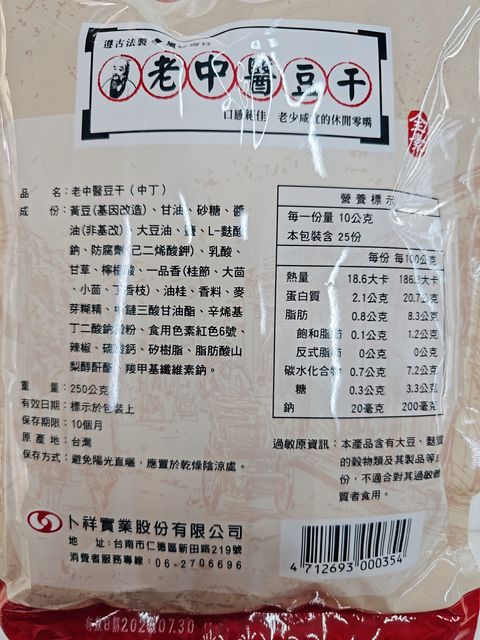 遵古法製
老中醫豆干
口感絕佳 老少咸宜的休閒零嘴
全素
品 名：老中醫豆干（中丁）
成 份：黃豆(基因改造)、甘油、砂糖、醬
油(非基改)、大豆油、鹽、L-麩酸
鈉、防腐劑(己二烯酸鉀)、乳酸、
甘草、檸檬酸、一品香(桂節、大茴
、小茴、丁香枝)、油桂、香料、麥
芽糊精、中鏈三酸甘油酯、辛烯基
丁二酸鈉澱粉、食用色素紅色6號、
辣椒、硫酸鈣、矽樹脂、脂肪酸山
梨醇酐酯、羧甲基纖維素鈉。
重 量：250公克
有效日期：標示於包裝上
保存期限：10個月
原 產 地：台灣
保存方式：避免陽光直曬，應置於乾燥陰涼處。
營養標示
每一份量 10公克
本包裝含 25份
每份 每100公克
熱量 18.6大卡 大卡
蛋白質 2.1公克 20.7公克
脂肪 0.8公克 8.3公克
飽和脂肪 0.1公克 1.2公克
反式脂肪 0公克 0公克
碳水化合物 0.7公克 7.2公克
糖 0.3公克 3.3公克
鈉 20毫克 200毫克
過敏原資訊：本產品含有大豆、麩質
的穀物類及其製品等成
份，不適合對其過敏體
質者食用。
卜祥實業股份有限公司
地 址：台南市仁德區新田路219號
消費者服務專線：06-2706696
4 712693 000354
07.30